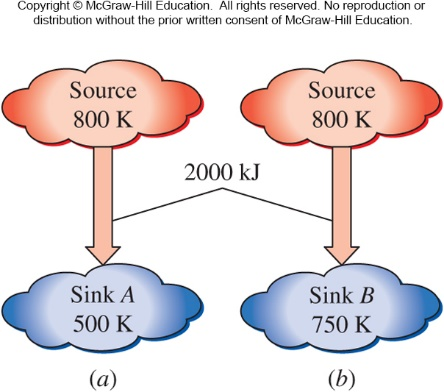 Copyright © McGraw-Hill Education. All rights reserved. No reproduction or
distribution without the prior written consent of McGraw-Hill Education.
Source
800 K
Source
800 K
2000 kJ
Sink A
500 K
Sink B
750 K
(a)
(b)